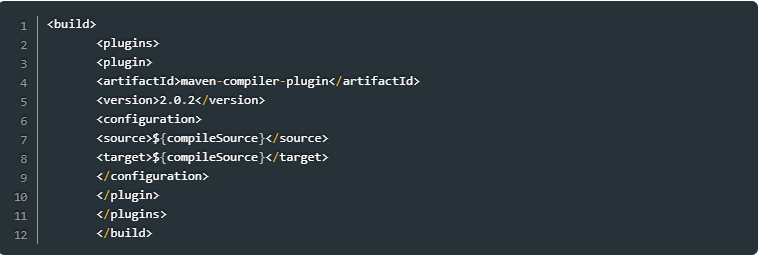 1 <build>
2 <plugins>
3 <plugin>
4 <artifactId>maven-compiler-plugin</artifactId>
5 <version>2.0.2</version>
6 <configuration>
7 <source>${compileSource}</source>
8 <target>${compileSource}</target>
9 </configuration>
10 </plugin>
11 </plugins>
12 </build>